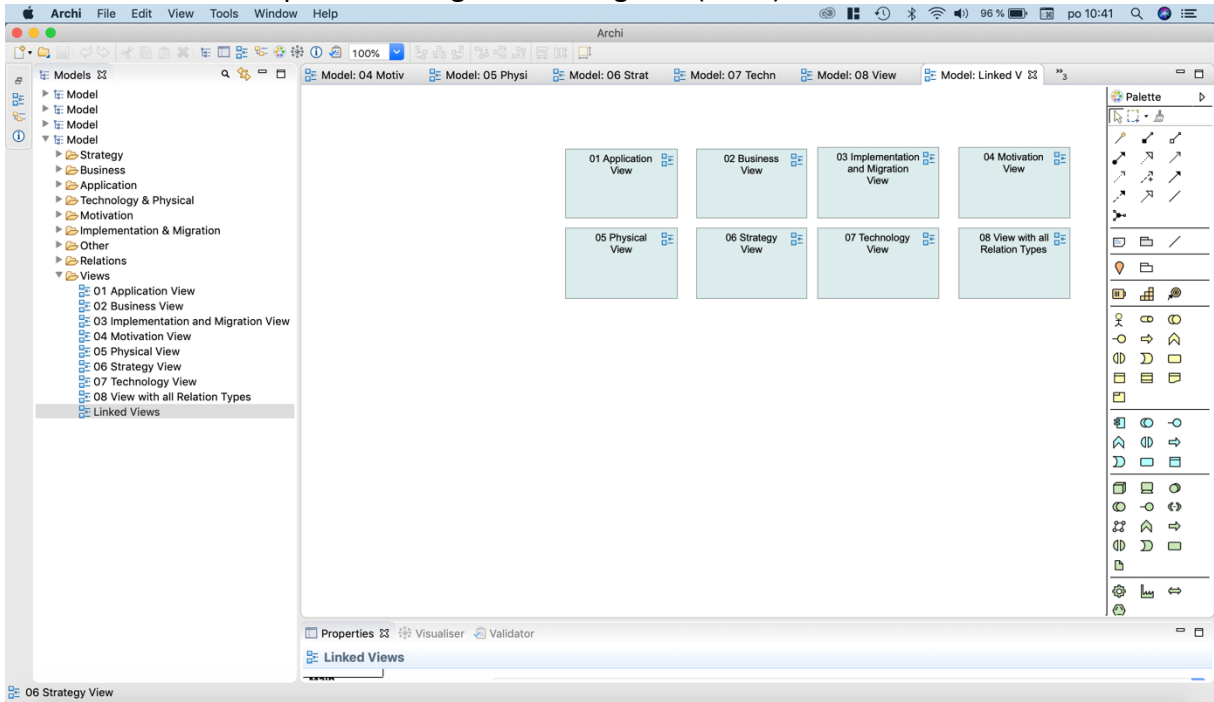 Archi File Edit View Tools Window Help 96 % po 10:41
Archi
100%
Models
Model: 04 Motiv Model: 05 Physi Model: 06 Strat Model: 07 Techn Model: 08 View Model: Linked V »3
Model
Model
Model
Model
Strategy
Business
Application
Technology & Physical
Motivation
Implementation & Migration
Other
Relations
Views
01 Application View
02 Business View
03 Implementation and Migration View
04 Motivation View
05 Physical View
06 Strategy View
07 Technology View
08 View with all Relation Types
Linked Views
01 Application
View
02 Business
View
03 Implementation
and Migration
View
04 Motivation
View
05 Physical
View
06 Strategy
View
07 Technology
View
08 View with all
Relation Types
Palette
Properties Visualiser Validator
Linked Views
06 Strategy View